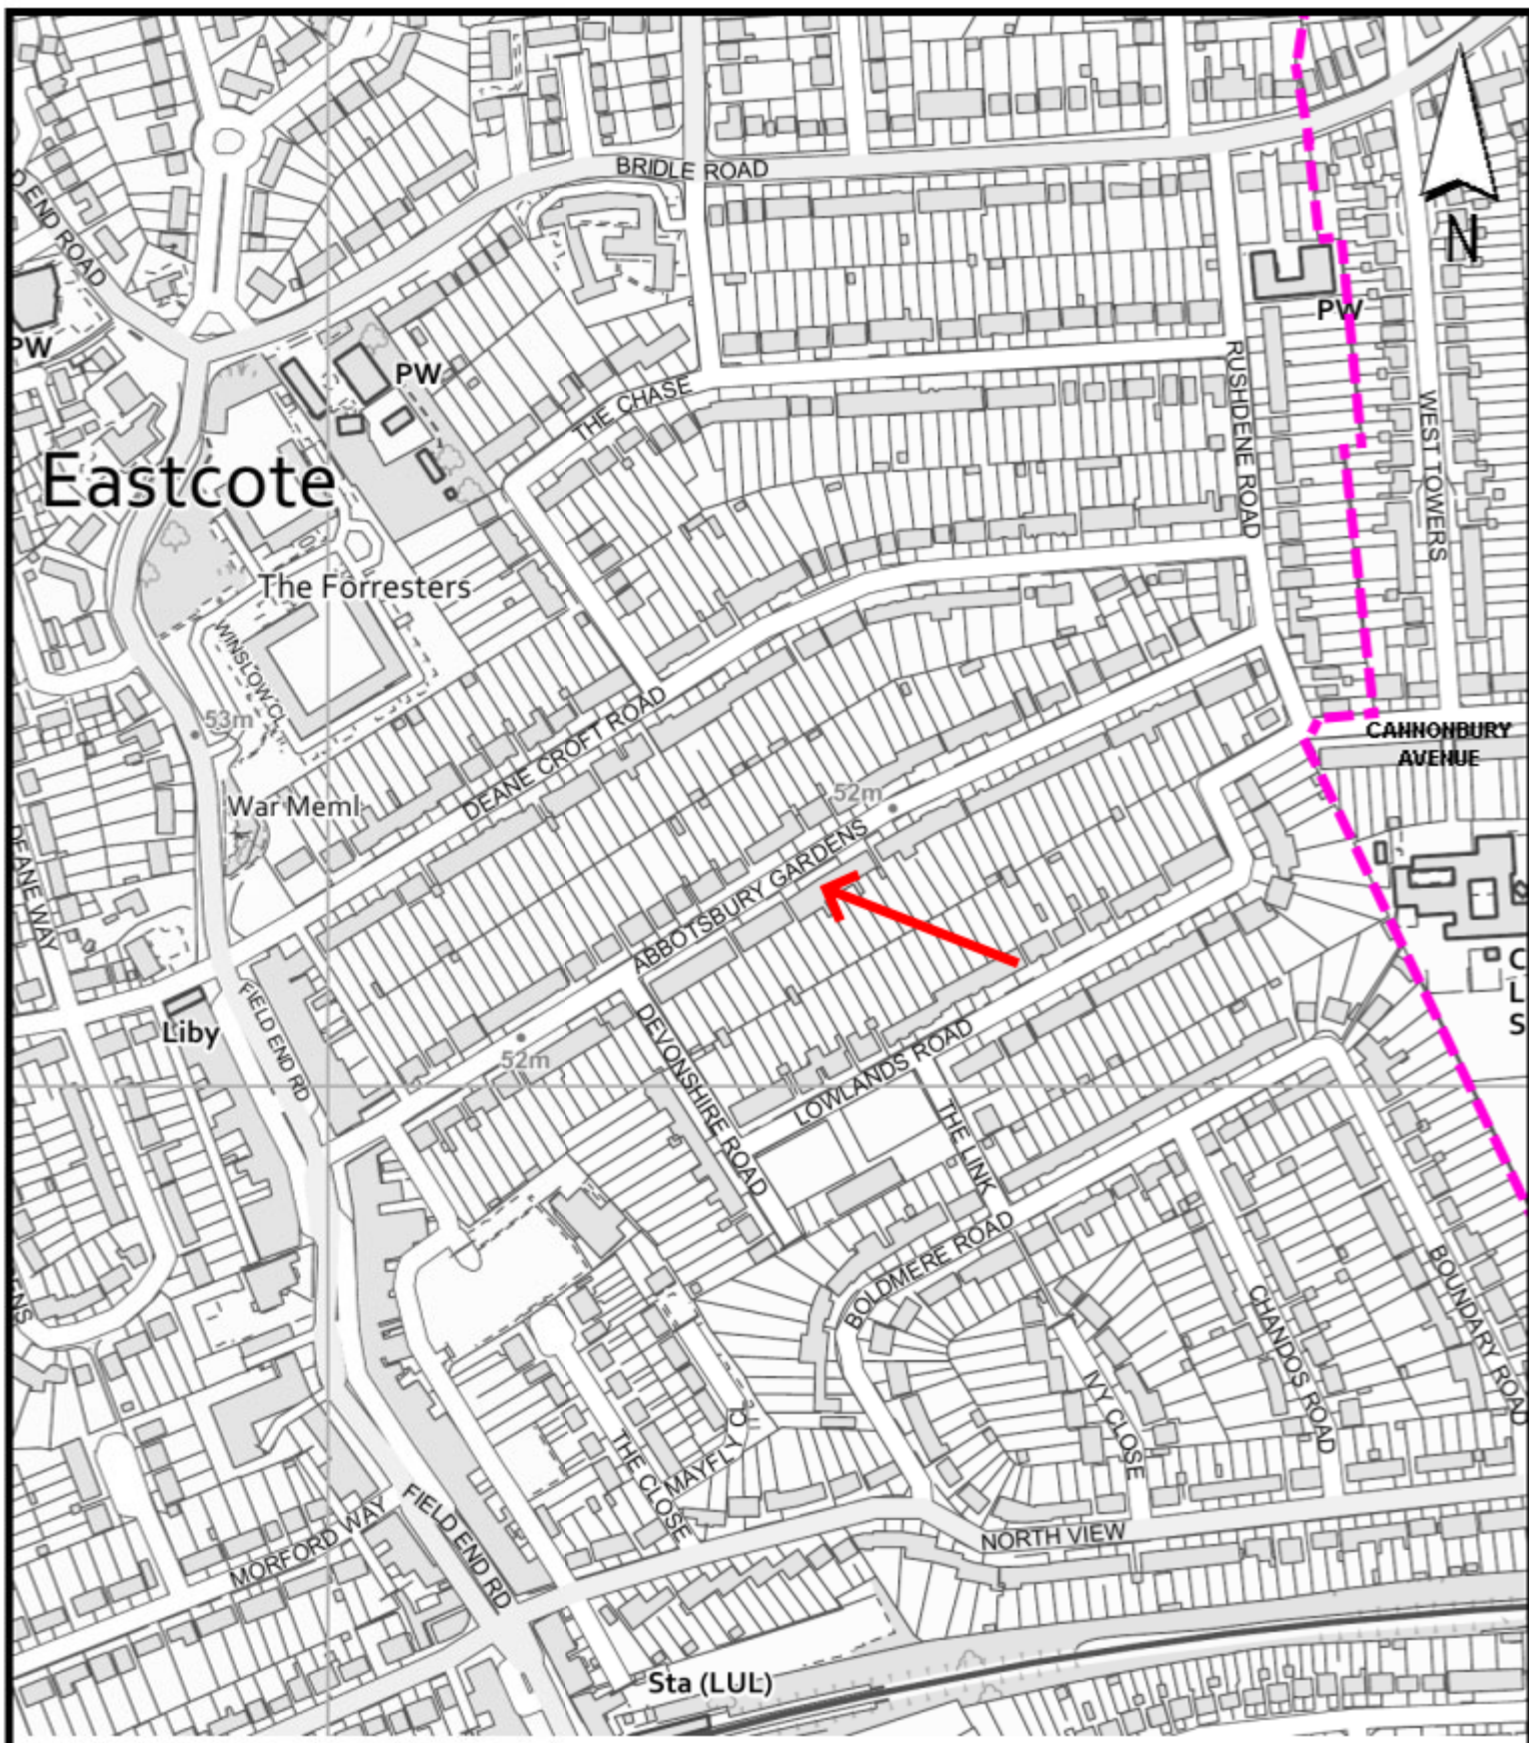 BRIDLE ROAD
D END ROAD
N
PW
PW
PW
THE CHASE
RUSHDENE ROAD
WEST TOWERS
Eastcote
The Forresters
WINSLOW CL
53m
DEANE CROFT ROAD
CANNONBURY
AVENUE
War Meml
52m
DEANE WAY
ABBOTSBURY GARDENS
FIELD END RD
Liby
52m
DEVONSHIRE ROAD
LOWLANDS ROAD
THE LINK
C
L
S
BOLDMERE ROAD
ENS
CHANDOS ROAD
BOUNDARY ROAD
IVY CLOSE
THE CLOSE
MAYFLY C
MORFORD WAY
FIELD END RD
NORTH VIEW
Sta (LUL)